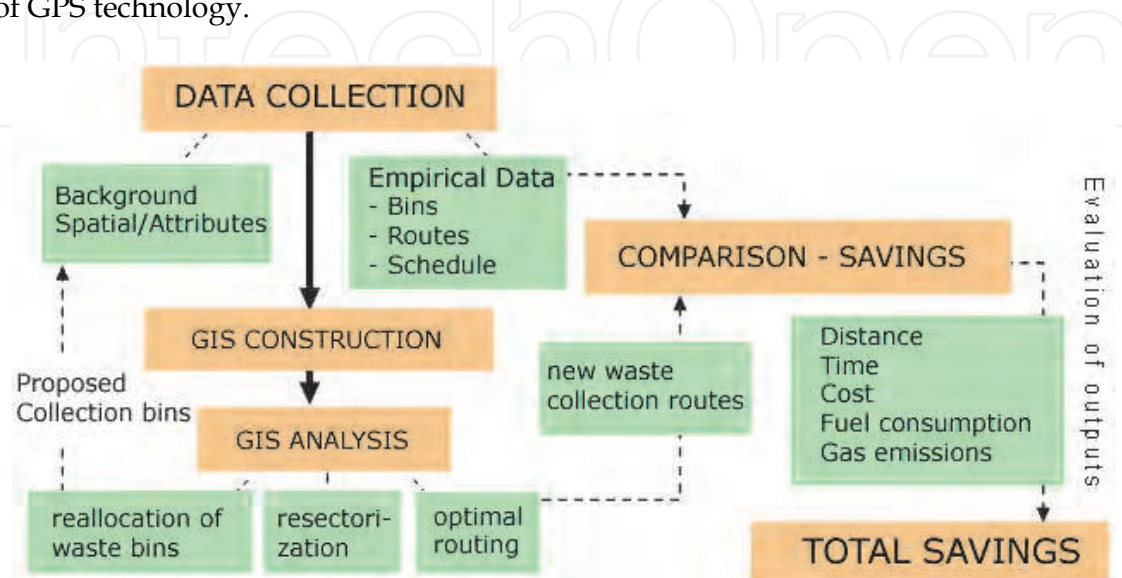 of GPS technology.
IntechOpen
DATA COLLECTION
Background
Spatial/Attributes
Empirical Data
- Bins
- Routes
- Schedule
COMPARISON - SAVINGS
Evaluation of outputs
GIS CONSTRUCTION
Distance
Time
Cost
Fuel consumption
Gas emissions
new waste
collection routes
Proposed
Collection bins
GIS ANALYSIS
reallocation of
waste bins
resectori-
zation
optimal
routing
TOTAL SAVINGS